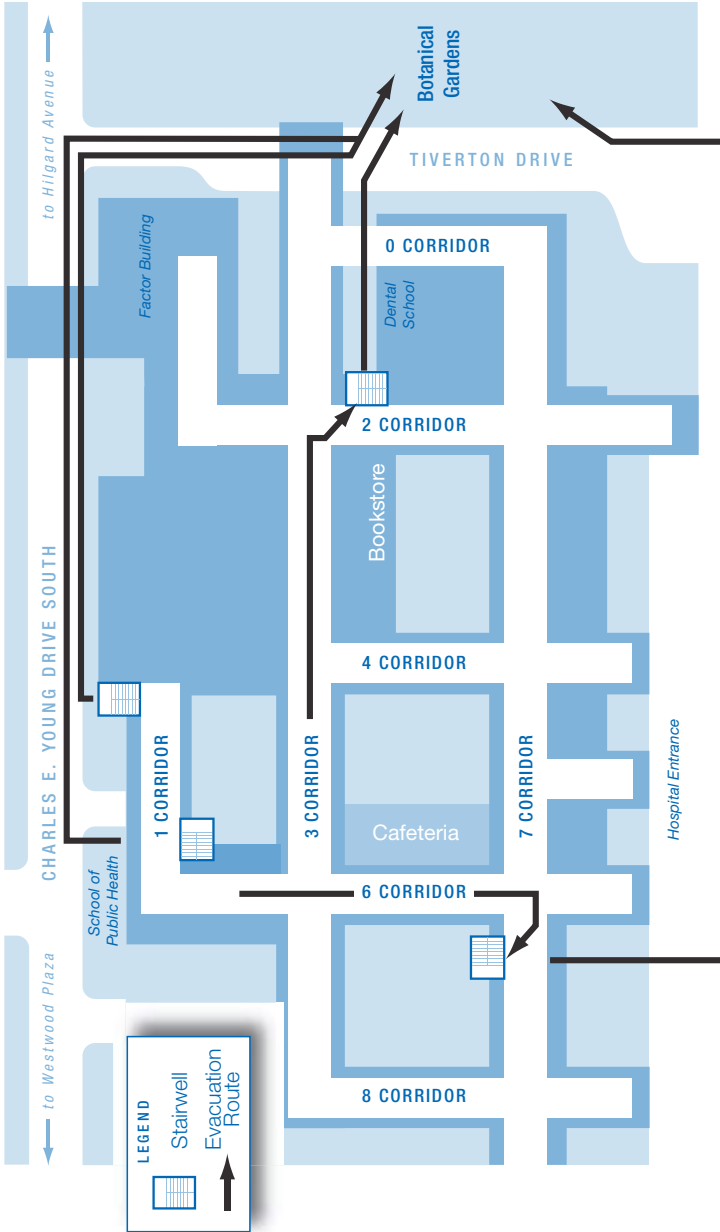 to Hilgard Avenue
Botanical
Gardens
TIVERTON DRIVE
Factor Building
0 CORRIDOR
Dental
School
2 CORRIDOR
Bookstore
CHARLES E. YOUNG DRIVE SOUTH
4 CORRIDOR
1 CORRIDOR
3 CORRIDOR
7 CORRIDOR
Cafeteria
Hospital Entrance
School of
Public Health
6 CORRIDOR
to Westwood Plaza
8 CORRIDOR
LEGEND
Stairwell
Evacuation
Route